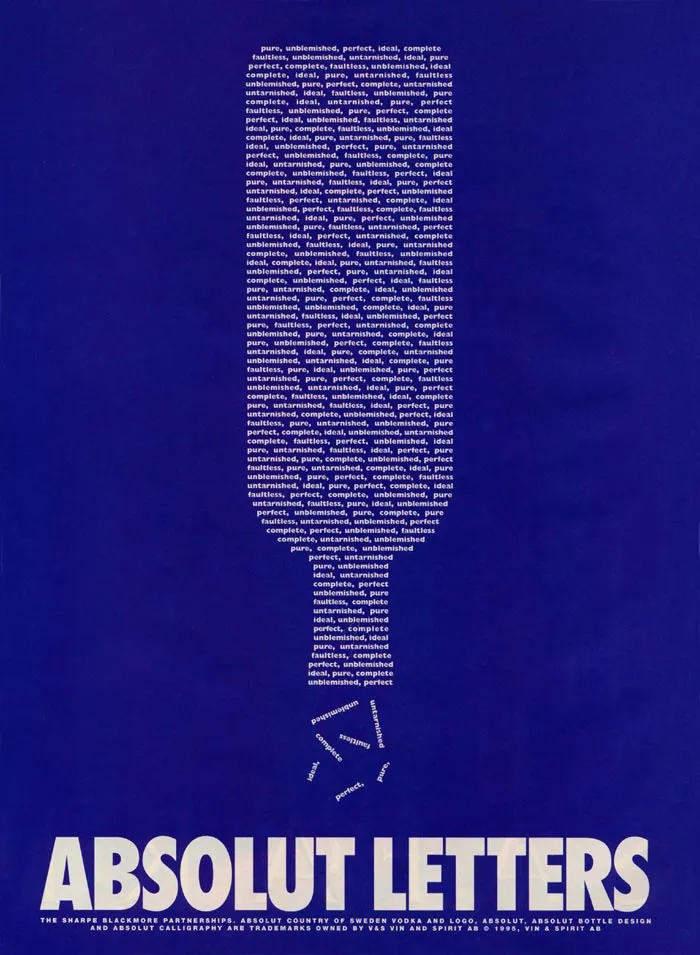 pure, unblemished, perfect, ideal, complete
faultless, unblemished, untarnished, ideal, pure
perfect, complete, faultless, unblemished, ideal
complete, ideal, pure, untarnished, faultless
unblemished, pure, perfect, complete, untarnished
untarnished, ideal, faultless, unblemished, pure
complete, ideal, untarnished, pure, perfect
faultless, unblemished, pure, perfect, complete
perfect, ideal, unblemished, faultless, untarnished
ideal, pure, complete, faultless, unblemished, ideal
complete, ideal, pure, untarnished, pure, faultless
ideal, unblemished, perfect, pure, untarnished
perfect, unblemished, faultless, complete, pure
ideal, untarnished, pure, unblemished, complete
complete, unblemished, faultless, perfect, ideal
pure, untarnished, faultless, ideal, pure, perfect
untarnished, ideal, complete, perfect, unblemished
faultless, perfect, untarnished, complete, ideal
unblemished, perfect, faultless, complete, faultless
untarnished, ideal, pure, perfect, unblemished
unblemished, pure, faultless, untarnished, perfect
faultless, ideal, perfect, untarnished, complete
unblemished, faultless, ideal, pure, untarnished
complete, unblemished, faultless, unblemished
ideal, complete, ideal, pure, untarnished, faultless
unblemished, perfect, pure, untarnished, ideal
complete, unblemished, perfect, ideal, faultless
pure, untarnished, complete, ideal, unblemished
untarnished, pure, perfect, complete, faultless
unblemished, unblemished, complete, ideal, pure
untarnished, faultless, ideal, unblemished, perfect
pure, faultless, perfect, untarnished, complete
unblemished, pure, untarnished, complete, ideal
pure, unblemished, perfect, complete, faultless
untarnished, ideal, pure, complete, untarnished
unblemished, untarnished, ideal, complete, perfect
faultless, pure, ideal, unblemished, pure, perfect
untarnished, pure, perfect, complete, faultless
unblemished, untarnished, ideal, pure, perfect
complete, faultless, unblemished, ideal, complete
pure, untarnished, faultless, ideal, perfect, pure
untarnished, complete, unblemished, perfect, ideal
faultless, pure, untarnished, unblemished, pure
perfect, complete, ideal, unblemished, untarnished
complete, faultless, perfect, unblemished, ideal
pure, unblemished, faultless, ideal, perfect, pure
untarnished, pure, complete, unblemished, perfect
faultless, pure, untarnished, complete, ideal, pure
unblemished, pure, ideal, perfect, complete, faultless
untarnished, ideal, pure, perfect, complete, ideal
faultless, perfect, complete, unblemished, untarnished
untarnished, faultless, pure, ideal, unblemished
perfect, unblemished, pure, complete, pure
faultless, untarnished, unblemished, perfect
complete, perfect, unblemished, faultless
complete, untarnished, unblemished
pure, complete, unblemished
perfect, untarnished
pure, unblemished
ideal, untarnished
complete, perfect
unblemished, pure
faultless, complete
untarnished, pure
ideal, unblemished
perfect, complete
unblemished, ideal
pure, untarnished
faultless, complete
perfect, unblemished
ideal, pure, complete
unblemished, perfect
unblemished
untarnished
faultless
complete
ideal,
pure,
perfect,
ABSOLUT LETTERS
THE SHARPE BLACKMORE PARTNERSHIPS. ABSOLUT COUNTRY OF SWEDEN VODKA AND LOGO, ABSOLUT, ABSOLUT BOTTLE DESIGN
AND ABSOLUT CALLIGRAPHY ARE TRADEMARKS OWNED BY V&S VIN AND SPIRIT AB © 1995, VIN & SPIRIT AB